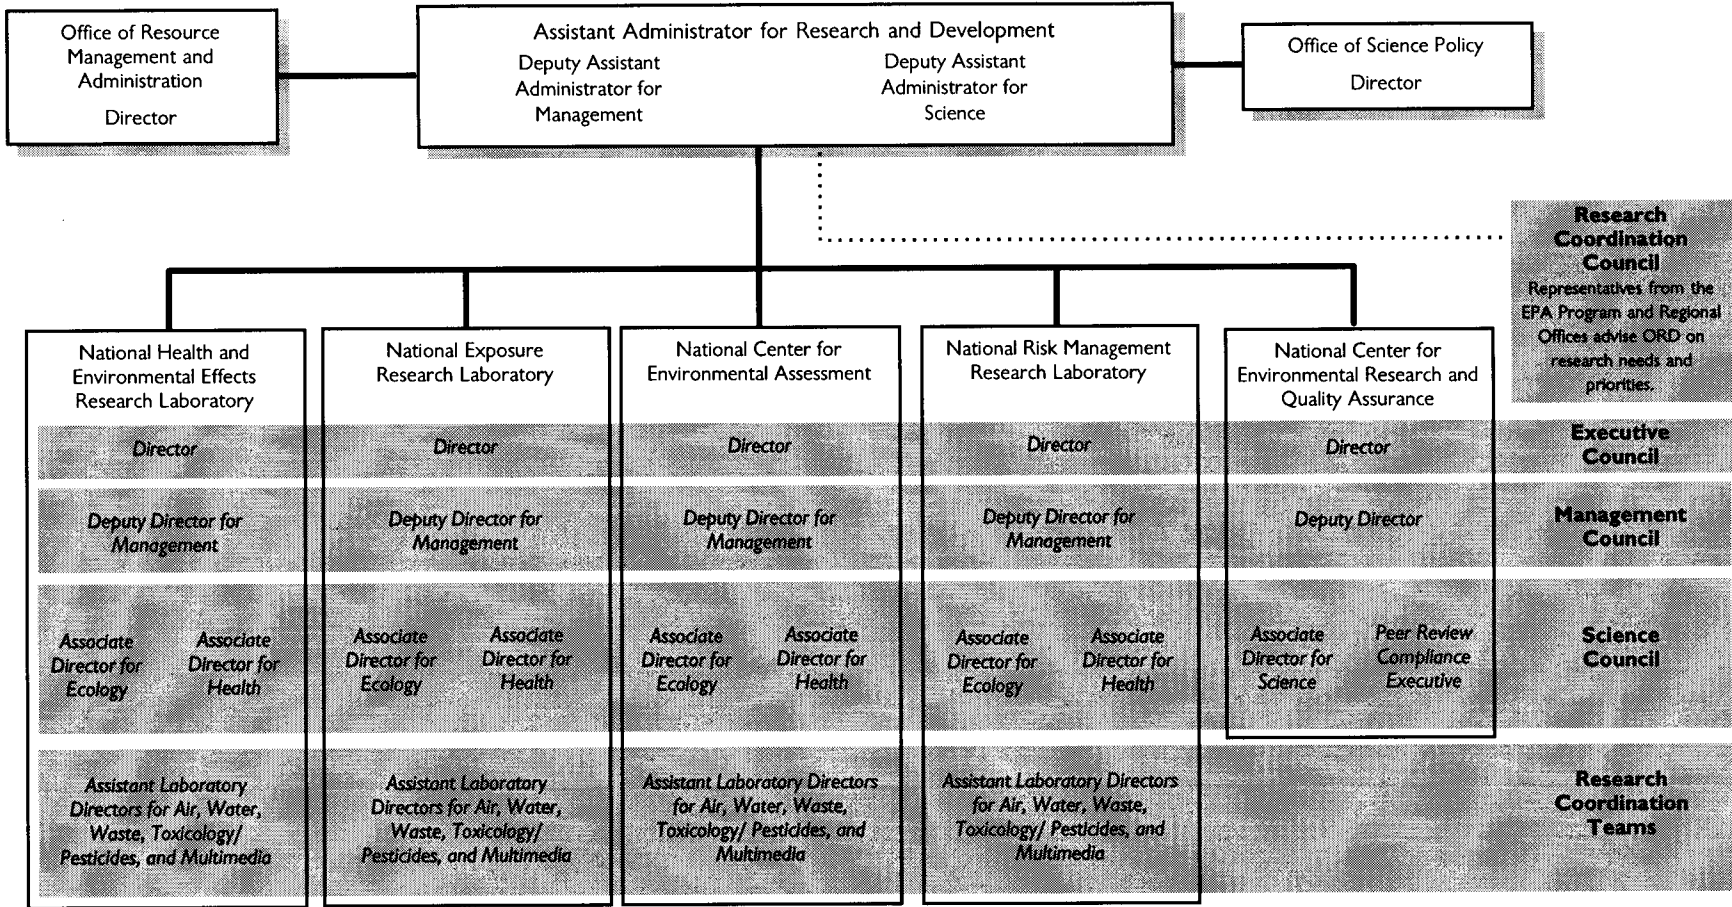 Office of Resource
Management and
Administration
Director
Assistant Administrator for Research and Development
Deputy Assistant
Administrator for
Management
Deputy Assistant
Administrator for
Science
Office of Science Policy
Director
Research
Coordination
Council
Representatives from the
EPA Program and Regional
Offices advise ORD on
research needs and
priorities.
National Health and
Environmental Effects
Research Laboratory
National Exposure
Research Laboratory
National Center for
Environmental Assessment
National Risk Management
Research Laboratory
National Center for
Environmental Research and
Quality Assurance
Director
Director
Director
Director
Director
Executive
Council
Deputy Director for
Management
Deputy Director for
Management
Deputy Director for
Management
Deputy Director for
Management
Deputy Director
Management
Council
Associate
Director for
Ecology
Associate
Director for
Health
Associate
Director for
Ecology
Associate
Director for
Health
Associate
Director for
Ecology
Associate
Director for
Health
Associate
Director for
Ecology
Associate
Director for
Health
Associate
Director for
Science
Peer Review
Compliance
Executive
Science
Council
Assistant Laboratory
Directors for Air, Water,
Waste, Toxicology/
Pesticides, and Multimedia
Assistant Laboratory
Directors for Air, Water,
Waste, Toxicology/
Pesticides, and Multimedia
Assistant Laboratory Directors
for Air, Water, Waste,
Toxicology/ Pesticides, and
Multimedia
Assistant Laboratory Directors
for Air, Water, Waste,
Toxicology/ Pesticides, and
Multimedia
Research
Coordination
Teams